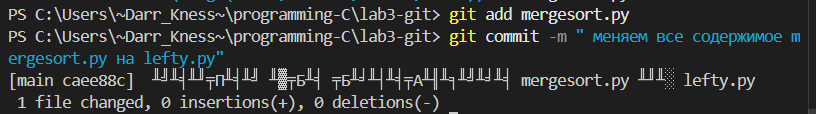 PS C:\Users\~Darr_Kness~\programming-C\lab3-git> git add mergesort.py
PS C:\Users\~Darr_Kness~\programming-C\lab3-git> git commit -m " меняем все содержимое m
ergesort.py на lefty.py"
[main caee88c] mergesort.py lefty.py
1 file changed, 0 insertions(+), 0 deletions(-)